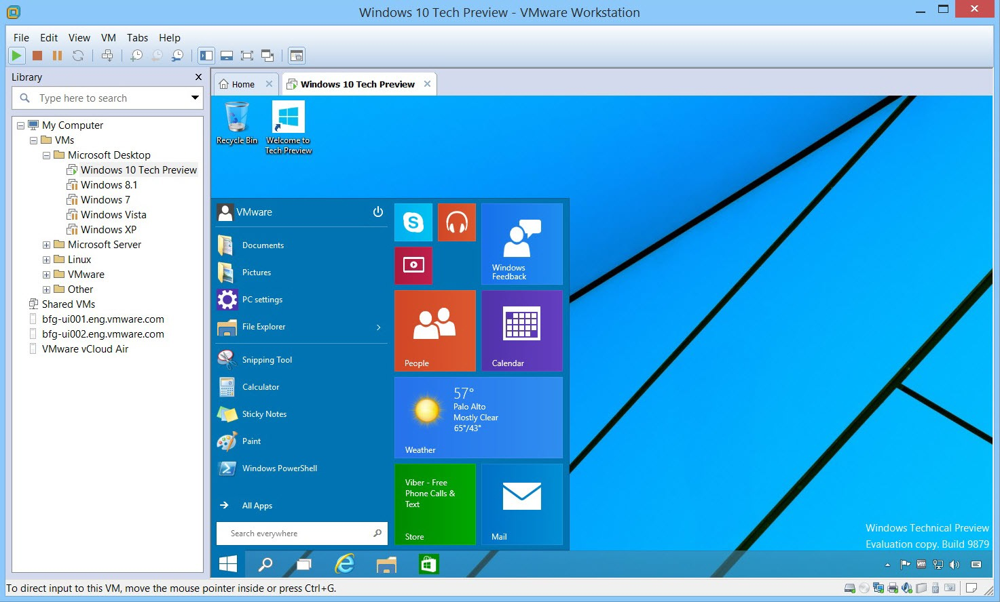 Windows 10 Tech Preview - VMware Workstation
File Edit View VM Tabs Help
Library
Type here to search
My Computer
VMs
Microsoft Desktop
Windows 10 Tech Preview
Windows 8.1
Windows 7
Windows Vista
Windows XP
Microsoft Server
Linux
VMware
Other
Shared VMs
bfg-ui001.eng.vmware.com
bfg-ui002.eng.vmware.com
VMware vCloud Air
Home
Windows 10 Tech Preview
Recycle Bin
Welcome to
Tech Preview
VMware
Documents
Pictures
PC settings
File Explorer
Snipping Tool
Calculator
Sticky Notes
Paint
Windows PowerShell
All Apps
Search everywhere
Windows
Feedback
People
Calendar
57°
Palo Alto
Mostly Clear
65°/43°
Weather
Viber - Free
Phone Calls &
Text
Store
Mail
Windows Technical Preview
Evaluation copy. Build 9879
To direct input to this VM, move the mouse pointer inside or press Ctrl+G.